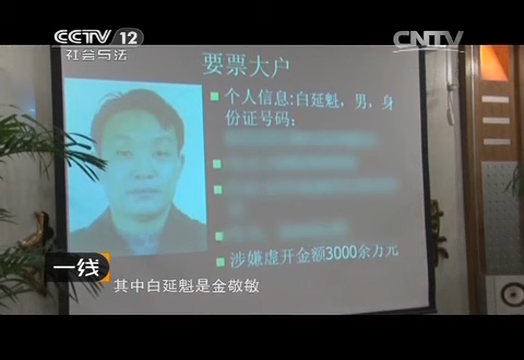 CCTV 12
社会与法
CNTV
要票大户
个人信息:白延魁，男，身
份证号码：
涉嫌虚开金额3000余万元
一线
其中白延魁是金敬敏